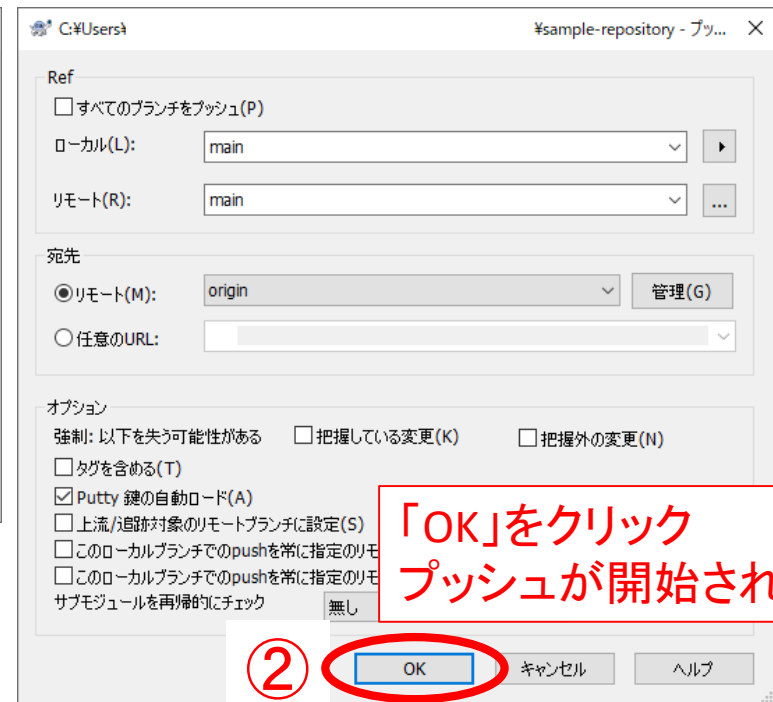 C:¥Users¥ ¥sample-repository - プッ... ×
Ref
すべてのブランチをプッシュ(P)
ローカル(L): main
リモート(R): main ...
宛先
リモート(M): origin 管理(G)
任意のURL:
オプション
強制: 以下を失う可能性がある 把握している変更(K) 把握外の変更(N)
タグを含める(T)
Putty 鍵の自動ロード(A)
上流/追跡対象のリモートブランチに設定(S)
このローカルブランチでのpushを常に指定のリモ
このローカルブランチでのpushを常に指定のリモ
サブモジュールを再帰的にチェック 無し
「OK」をクリック
プッシュが開始され
② OK キャンセル ヘルプ